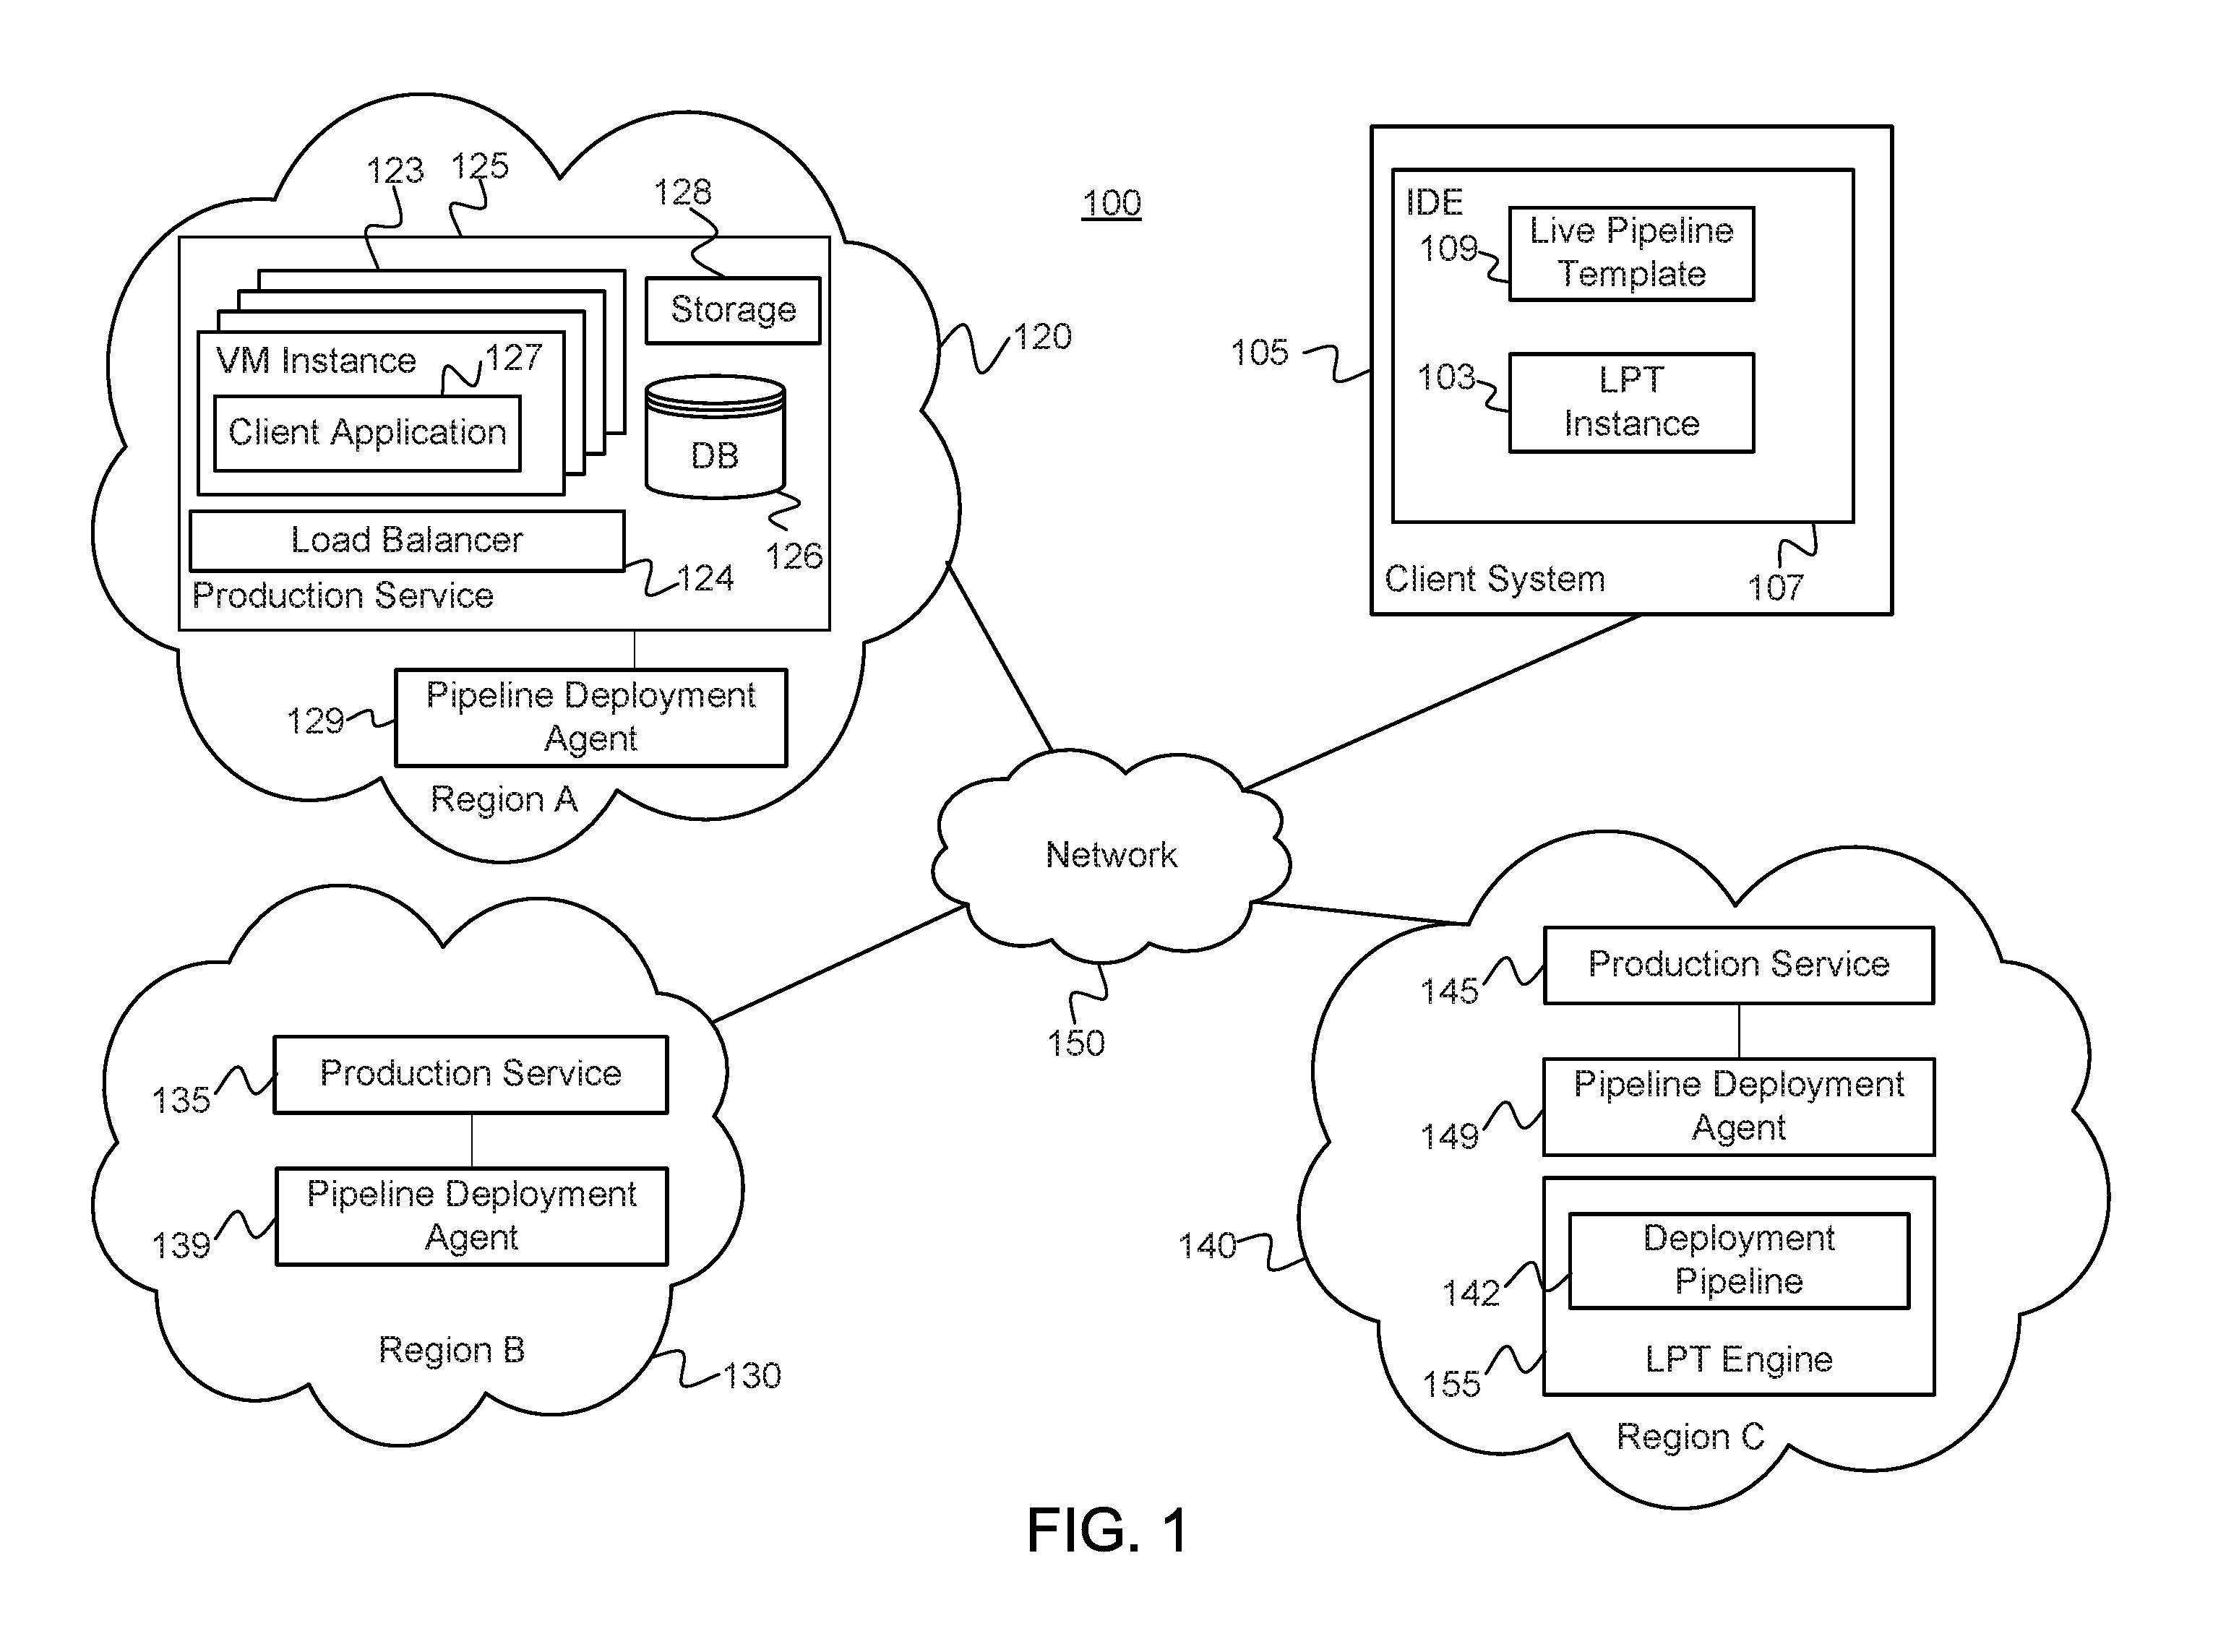 100
123
125
128
Storage
VM Instance
127
Client Application
DB
126
Load Balancer
124
Production Service
120
Pipeline Deployment
Agent
129
Region A
IDE
Live Pipeline
Template
109
LPT
Instance
103
105
Client System
107
Network
150
Production Service
135
Pipeline Deployment
Agent
139
Region B
130
Production Service
145
Pipeline Deployment
Agent
149
Deployment
Pipeline
142
140
LPT Engine
155
Region C
FIG. 1